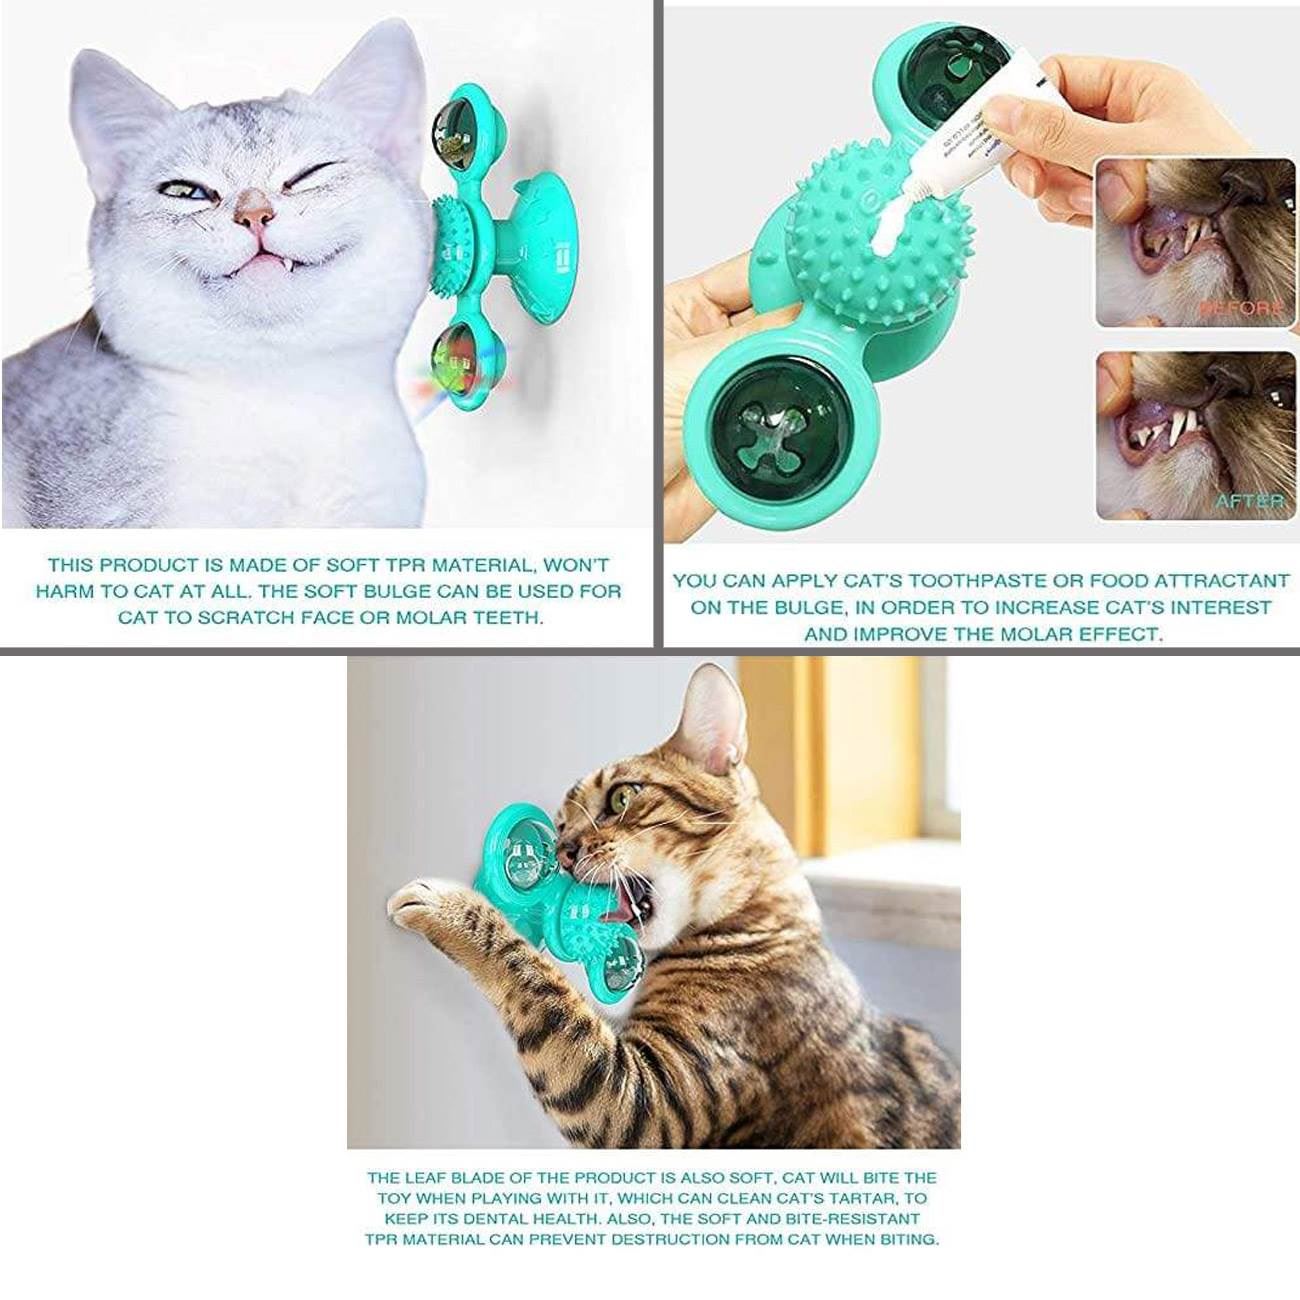 THIS PRODUCT IS MADE OF SOFT TPR MATERIAL, WON'T
HARM TO CAT AT ALL. THE SOFT BULGE CAN BE USED FOR
CAT TO SCRATCH FACE OR MOLAR TEETH.
BEFORE
AFTER
YOU CAN APPLY CAT'S TOOTHPASTE OR FOOD ATTRACTANT
ON THE BULGE, IN ORDER TO INCREASE CAT'S INTEREST
AND IMPROVE THE MOLAR EFFECT.
THE LEAF BLADE OF THE PRODUCT IS ALSO SOFT, CAT WILL BITE THE
TOY WHEN PLAYING WITH IT, WHICH CAN CLEAN CAT'S TARTAR, TO
KEEP ITS DENTAL HEALTH. ALSO, THE SOFT AND BITE-RESISTANT
TPR MATERIAL CAN PREVENT DESTRUCTION FROM CAT WHEN BITING.